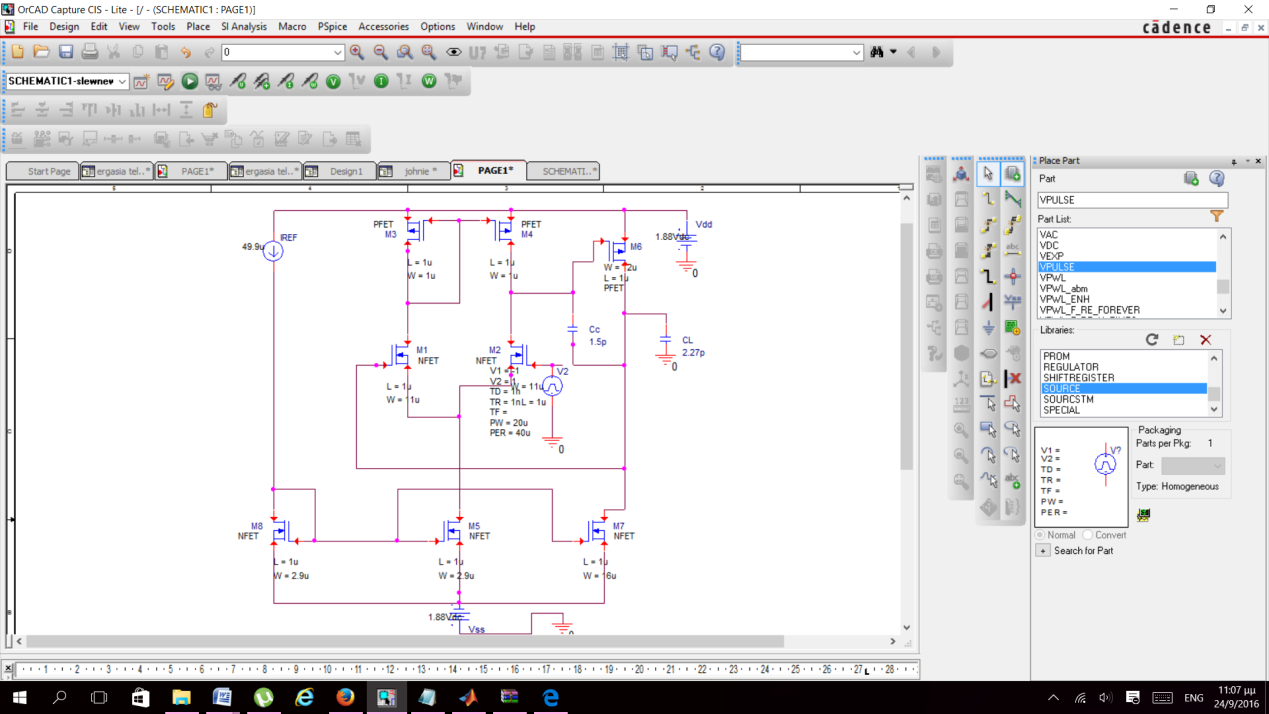 OrCAD Capture CIS - Lite - [/ - (SCHEMATIC1 : PAGE1)]
File Design Edit View Tools Place SI Analysis Macro PSpice Accessories Options Window Help
cādence
0
SCHEMATIC1-slewnew
Start Page
ergasia tel...*
PAGE1*
ergasia tel...*
Design1
johnie *
PAGE1*
SCHEMATI...*
5 4 3 2
IREF
49.9u
PFET
M3
L = 1u
W = 1u
PFET
M4
L = 1u
W = 1u
M6
L = 1u
PFET
Vdd
1.88Vdc
0
Cc
1.5p
CL
2.27p
0
M1
NFET
L = 1u
W = 11u
M2
NFET
V2
V1 = -1
V2 = 1
TD = 1n
W = 11u
TR = 1n
L = 1u
TF =
PW = 20u
PER = 40u
0
M8
NFET
L = 1u
W = 2.9u
M5
NFET
L = 1u
W = 2.9u
M7
NFET
L = 1u
W = 16u
1.88Vdc
Vss
0
1 2 3 4 5 6 7 8 9 10 11 12 13 14 15 16 17 18 19 20 21 22 23 24 25 26 27 28
Place Part
Part
VPULSE
Part List:
VAC
VDC
VEXP
VPULSE
VPWL
VPWL_abm
VPWL_ENH
VPWL_F_RE_FOREVER
Libraries:
PROM
REGULATOR
SHIFTREGISTER
SOURCE
SOURCSTM
SPECIAL
V1 =
V2 =
TD =
TR =
TF =
PW =
PER =
V?
Packaging
Parts per Pkg: 1
Part:
Type: Homogeneous
Normal Convert
Search for Part
ENG
11:07 μμ
24/9/2016